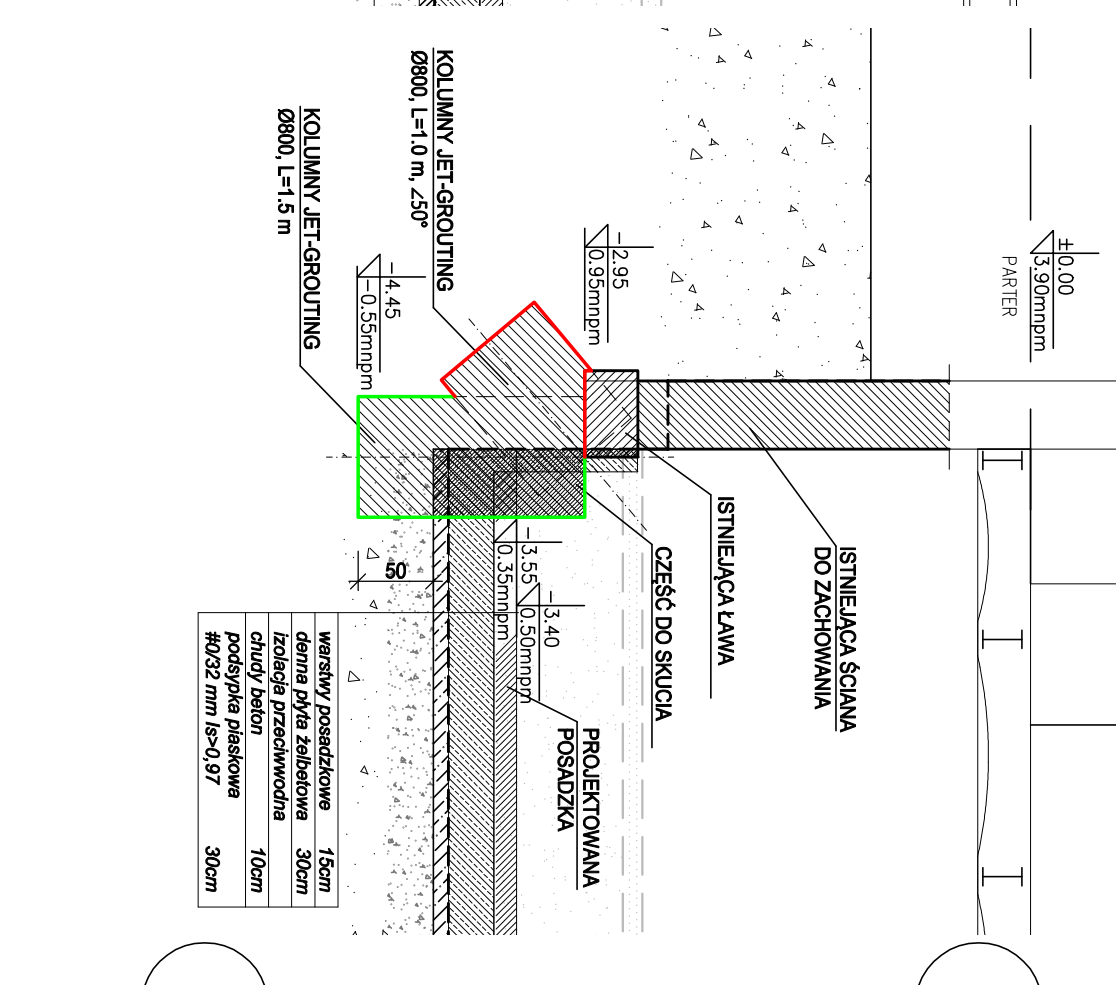 ±0.00
3.90mnpm
PARTER
-2.95
0.95mnpm
KOLUMNY JET-GROUTING
Ø800, L=1.0 m, ∠50°
-4.45
-0.55mnpm
KOLUMNY JET-GROUTING
Ø800, L=1.5 m
ISTNIEJĄCA ŚCIANA
DO ZACHOWANIA
ISTNIEJĄCA ŁAWA
CZĘŚĆ DO SKUCIA
-3.40
0.50mnpm
-3.55
0.35mnpm
PROJEKTOWANA
POSADZKA
50
warstwy posadzkowe 15cm
denna płyta żelbetowa 30cm
izolacja przeciwwodna
chudy beton 10cm
podsypka piaskowa
#0/32 mm Is>0,97 30cm